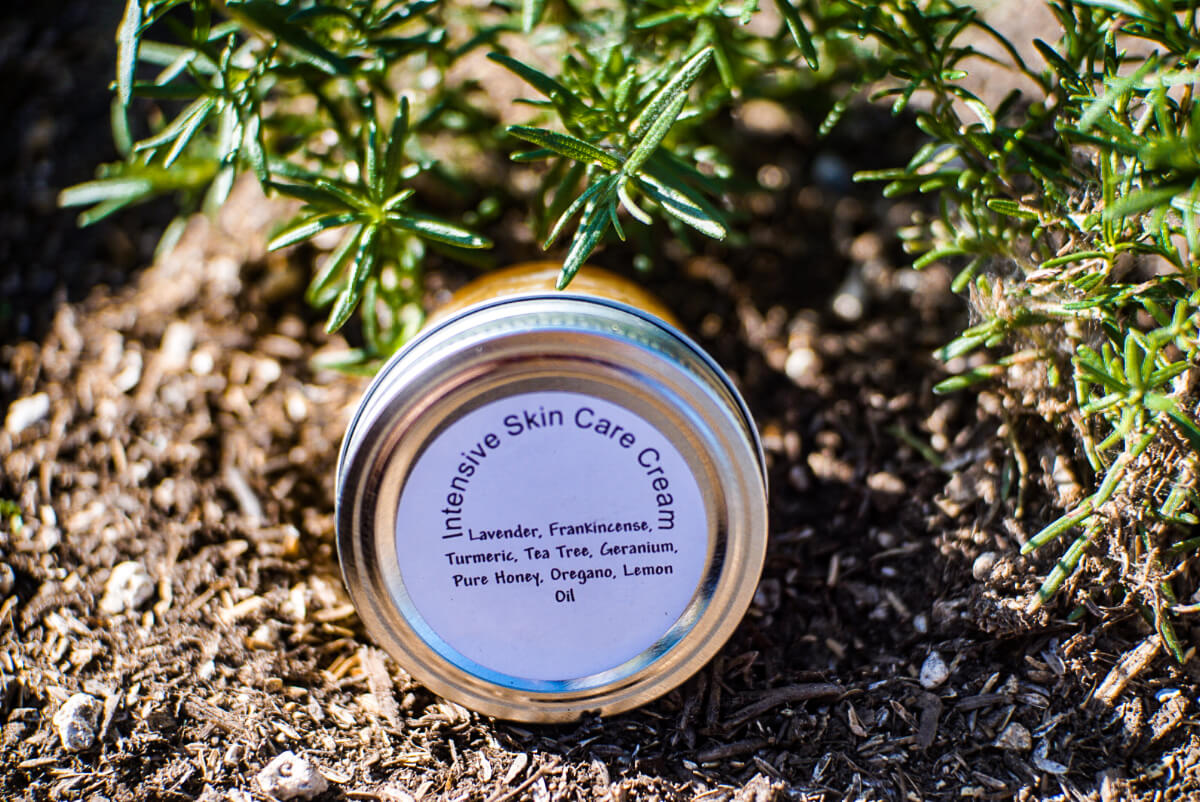 Intensive Skin Care Cream
Lavender, Frankincense,
Turmeric, Tea Tree, Geranium,
Pure Honey, Oregano, Lemon
Oil